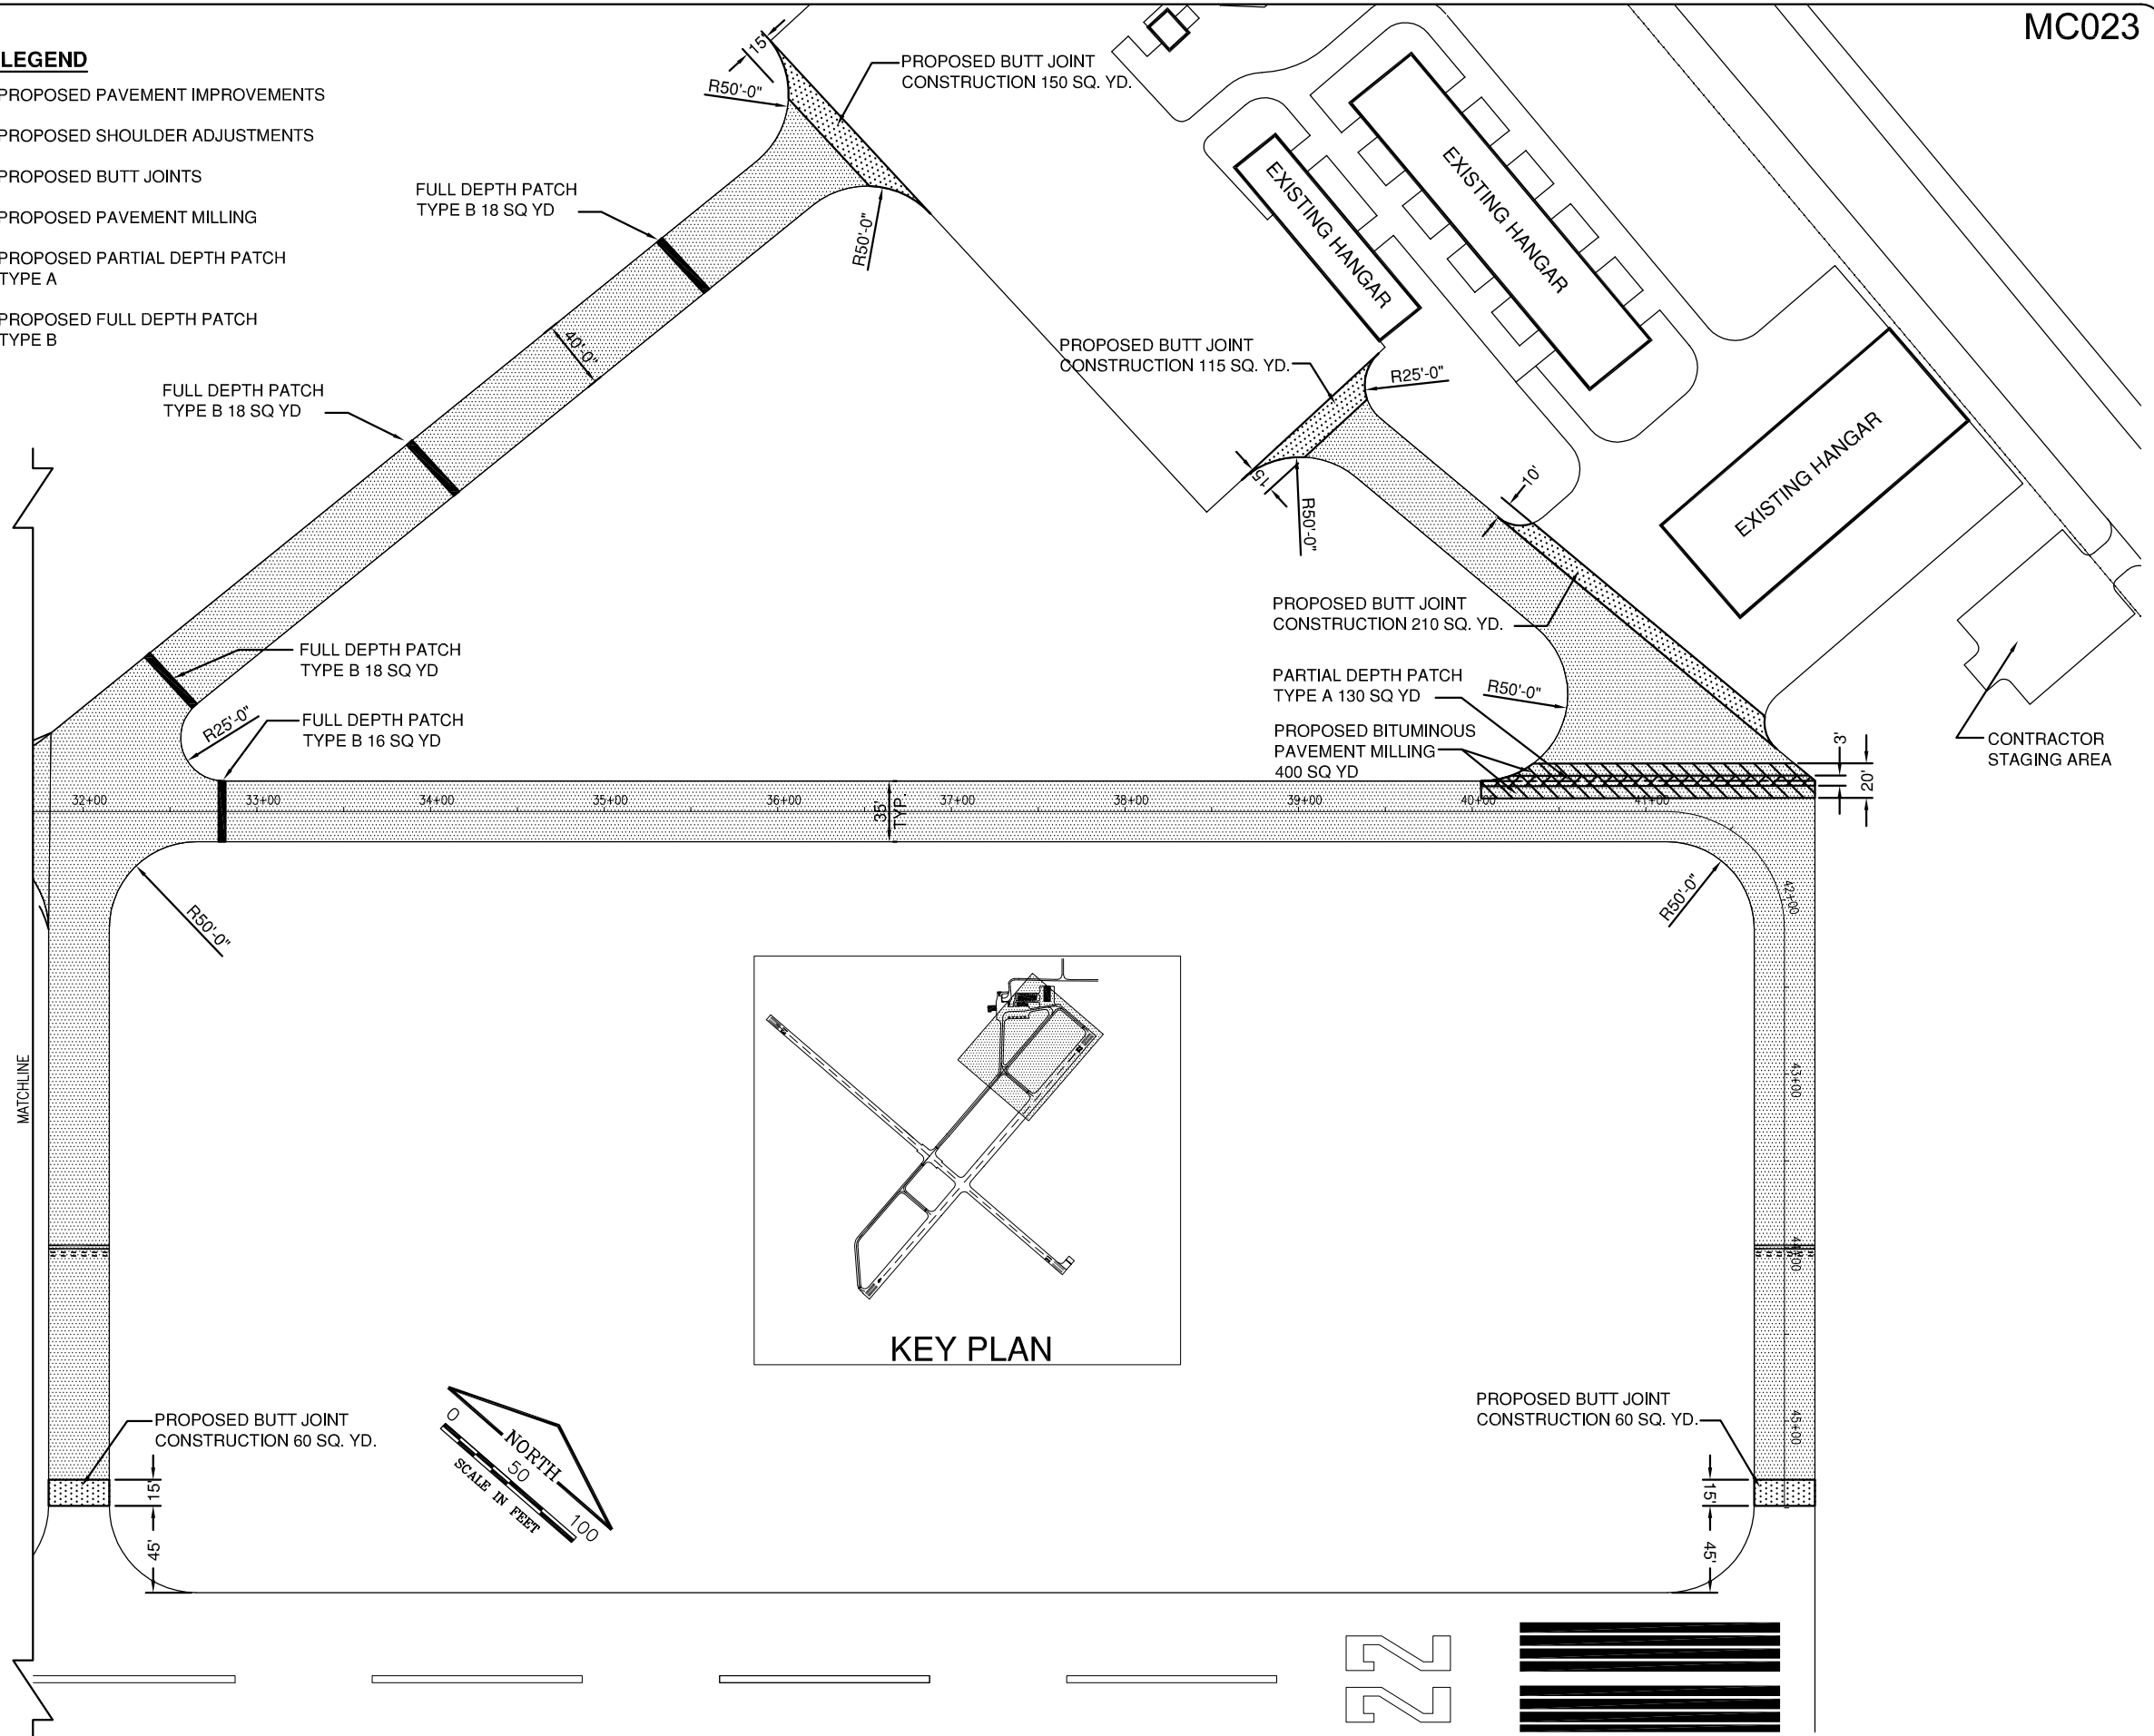 MC023
LEGEND
PROPOSED PAVEMENT IMPROVEMENTS
PROPOSED SHOULDER ADJUSTMENTS
PROPOSED BUTT JOINTS
PROPOSED PAVEMENT MILLING
PROPOSED PARTIAL DEPTH PATCH
TYPE A
PROPOSED FULL DEPTH PATCH
TYPE B
15'
R50'-0"
PROPOSED BUTT JOINT
CONSTRUCTION 150 SQ. YD.
FULL DEPTH PATCH
TYPE B 18 SQ YD
R50'-0"
EXISTING HANGAR
EXISTING HANGAR
EXISTING HANGAR
40'-0"
PROPOSED BUTT JOINT
CONSTRUCTION 115 SQ. YD.
R25'-0"
FULL DEPTH PATCH
TYPE B 18 SQ YD
15'
R50'-0"
10'
PROPOSED BUTT JOINT
CONSTRUCTION 210 SQ. YD.
FULL DEPTH PATCH
TYPE B 18 SQ YD
PARTIAL DEPTH PATCH
TYPE A 130 SQ YD
R50'-0"
R25'-0"
FULL DEPTH PATCH
TYPE B 16 SQ YD
PROPOSED BITUMINOUS
PAVEMENT MILLING
400 SQ YD
3'
20'
CONTRACTOR
STAGING AREA
32+00
33+00
34+00
35+00
36+00
37+00
38+00
39+00
40+00
41+00
35'
TYP.
42+00
R50'-0"
R50'-0"
MATCHLINE
43+00
44+00
45+00
KEY PLAN
PROPOSED BUTT JOINT
CONSTRUCTION 60 SQ. YD.
15'
45'
NORTH
0
50
100
SCALE IN FEET
PROPOSED BUTT JOINT
CONSTRUCTION 60 SQ. YD.
15'
45'
22